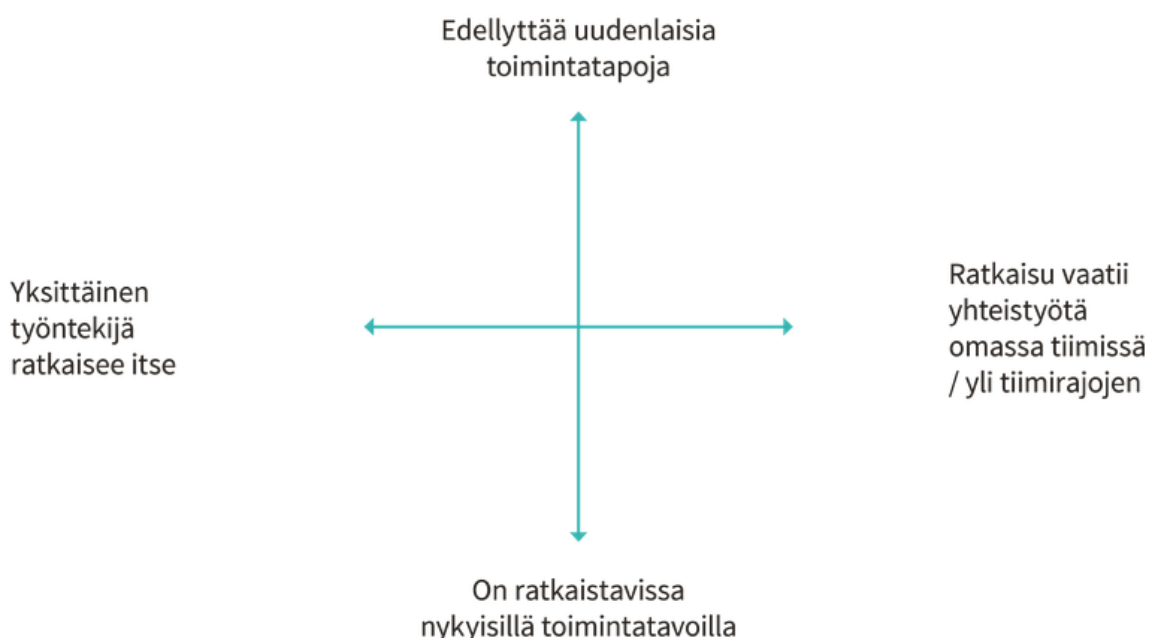 Edellyttää uudenlaisia
toimintatapoja
Yksittäinen
työntekijä
ratkaisee itse
Ratkaisu vaatii
yhteistyötä
omassa tiimissä
/ yli tiimirajojen
On ratkaistavissa
nykyisillä toimintatavoilla